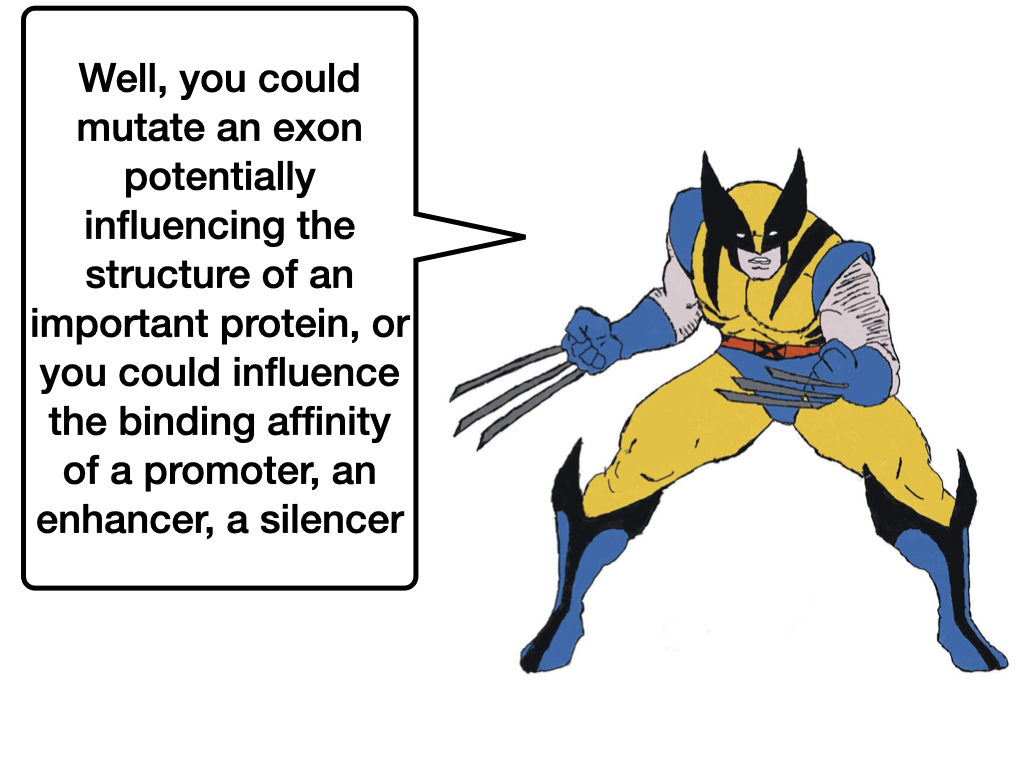 Well, you could
mutate an exon
potentially
influencing the
structure of an
important protein, or
you could influence
the binding affinity
of a promoter, an
enhancer, a silencer